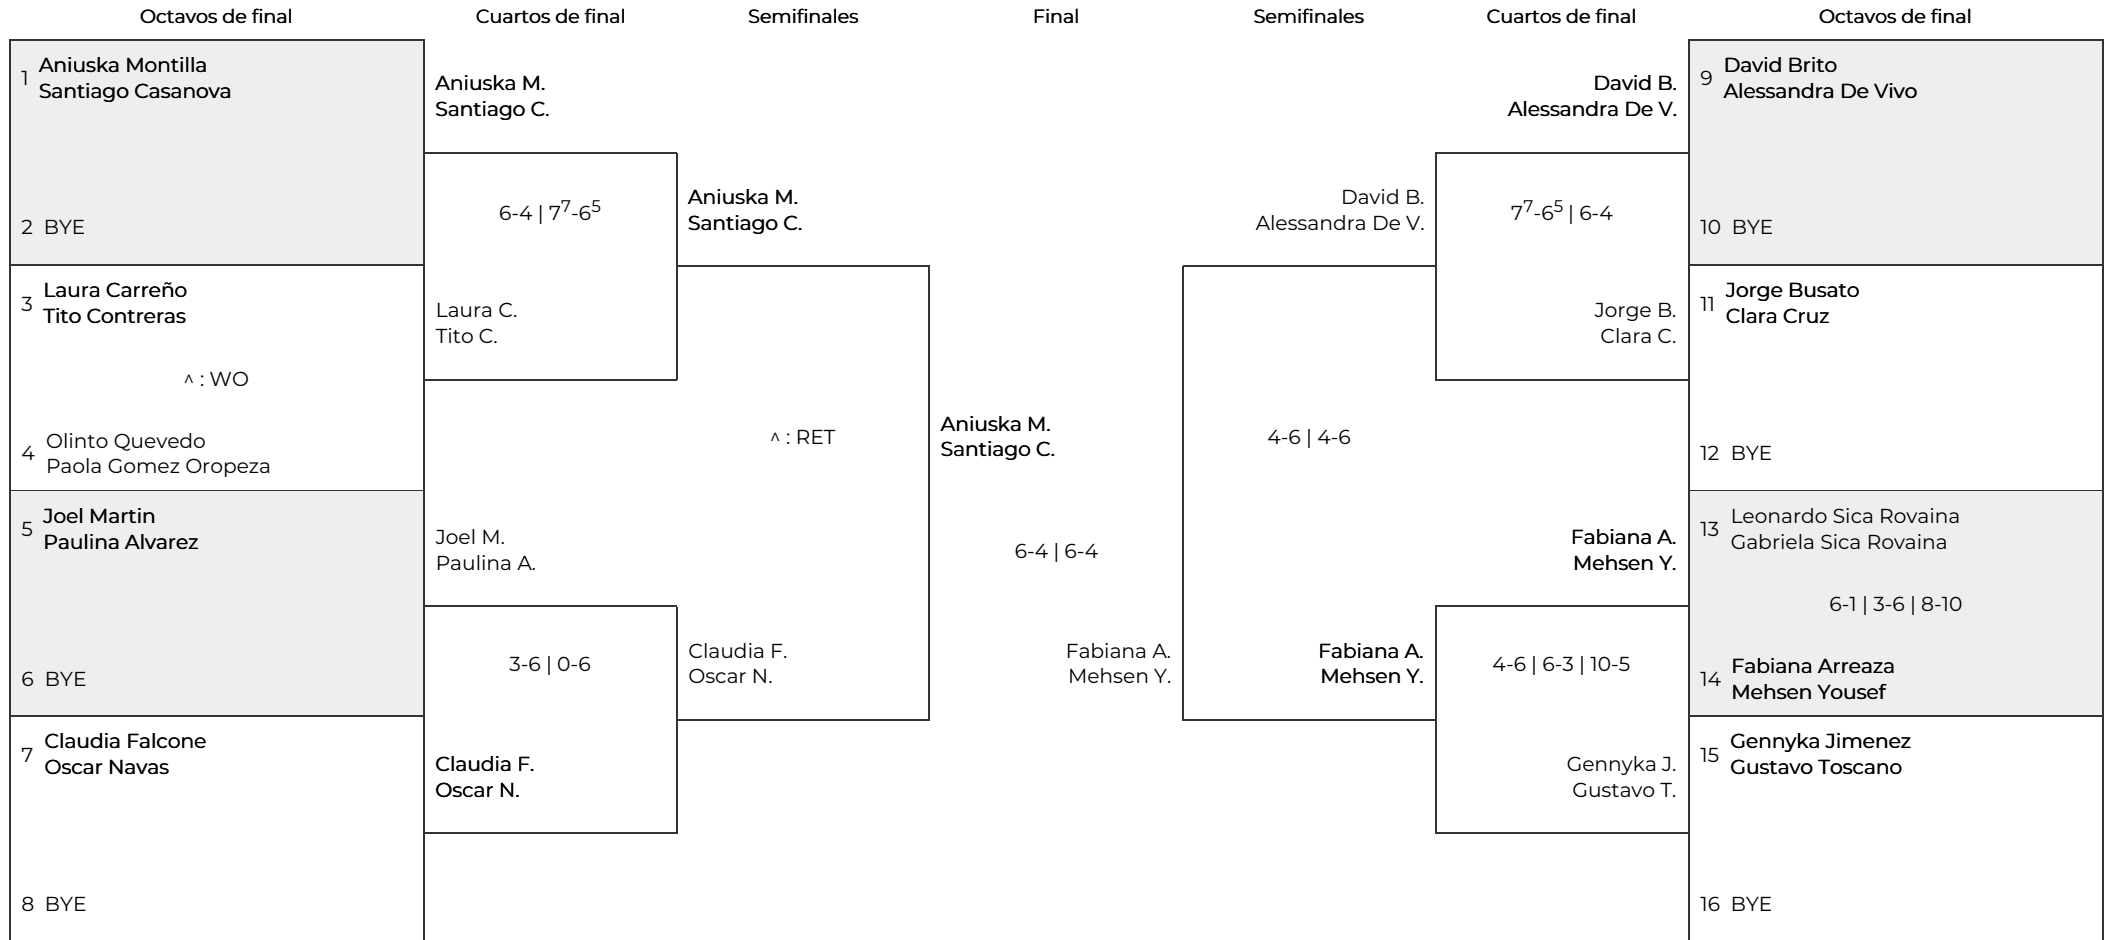 Octavos de final
Cuartos de final
Semifinales
Final
Semifinales
Cuartos de final
Octavos de final
1
Aniuska Montilla
Santiago Casanova
2 BYE
3
Laura Carreño
Tito Contreras
^ : WO
4
Olinto Quevedo
Paola Gomez Oropeza
5
Joel Martin
Paulina Alvarez
6 BYE
7
Claudia Falcone
Oscar Navas
8 BYE
Aniuska M.
Santiago C.
6-4 | 7⁷-6⁵
Laura C.
Tito C.
Joel M.
Paulina A.
3-6 | 0-6
Claudia F.
Oscar N.
Aniuska M.
Santiago C.
^ : RET
Claudia F.
Oscar N.
Aniuska M.
Santiago C.
6-4 | 6-4
Fabiana A.
Mehsen Y.
David B.
Alessandra De V.
4-6 | 4-6
Fabiana A.
Mehsen Y.
David B.
Alessandra De V.
7⁷-6⁵ | 6-4
Jorge B.
Clara C.
Fabiana A.
Mehsen Y.
4-6 | 6-3 | 10-5
Gennyka J.
Gustavo T.
9
David Brito
Alessandra De Vivo
10 BYE
11
Jorge Busato
Clara Cruz
12 BYE
13
Leonardo Sica Rovaina
Gabriela Sica Rovaina
6-1 | 3-6 | 8-10
14
Fabiana Arreaza
Mehsen Yousef
15
Gennyka Jimenez
Gustavo Toscano
16 BYE